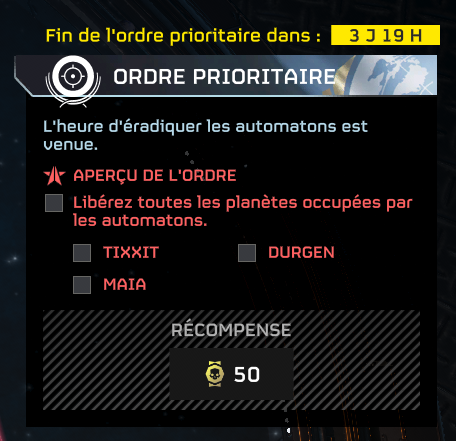 Fin de l'ordre prioritaire dans : 3 J 19 H
ORDRE PRIORITAIRE
L'heure d'éradiquer les automatons est
venue.
APERÇU DE L'ORDRE
Libérez toutes les planètes occupées par
les automatons.
TIXXIT DURGEN
MAIA
RÉCOMPENSE
50